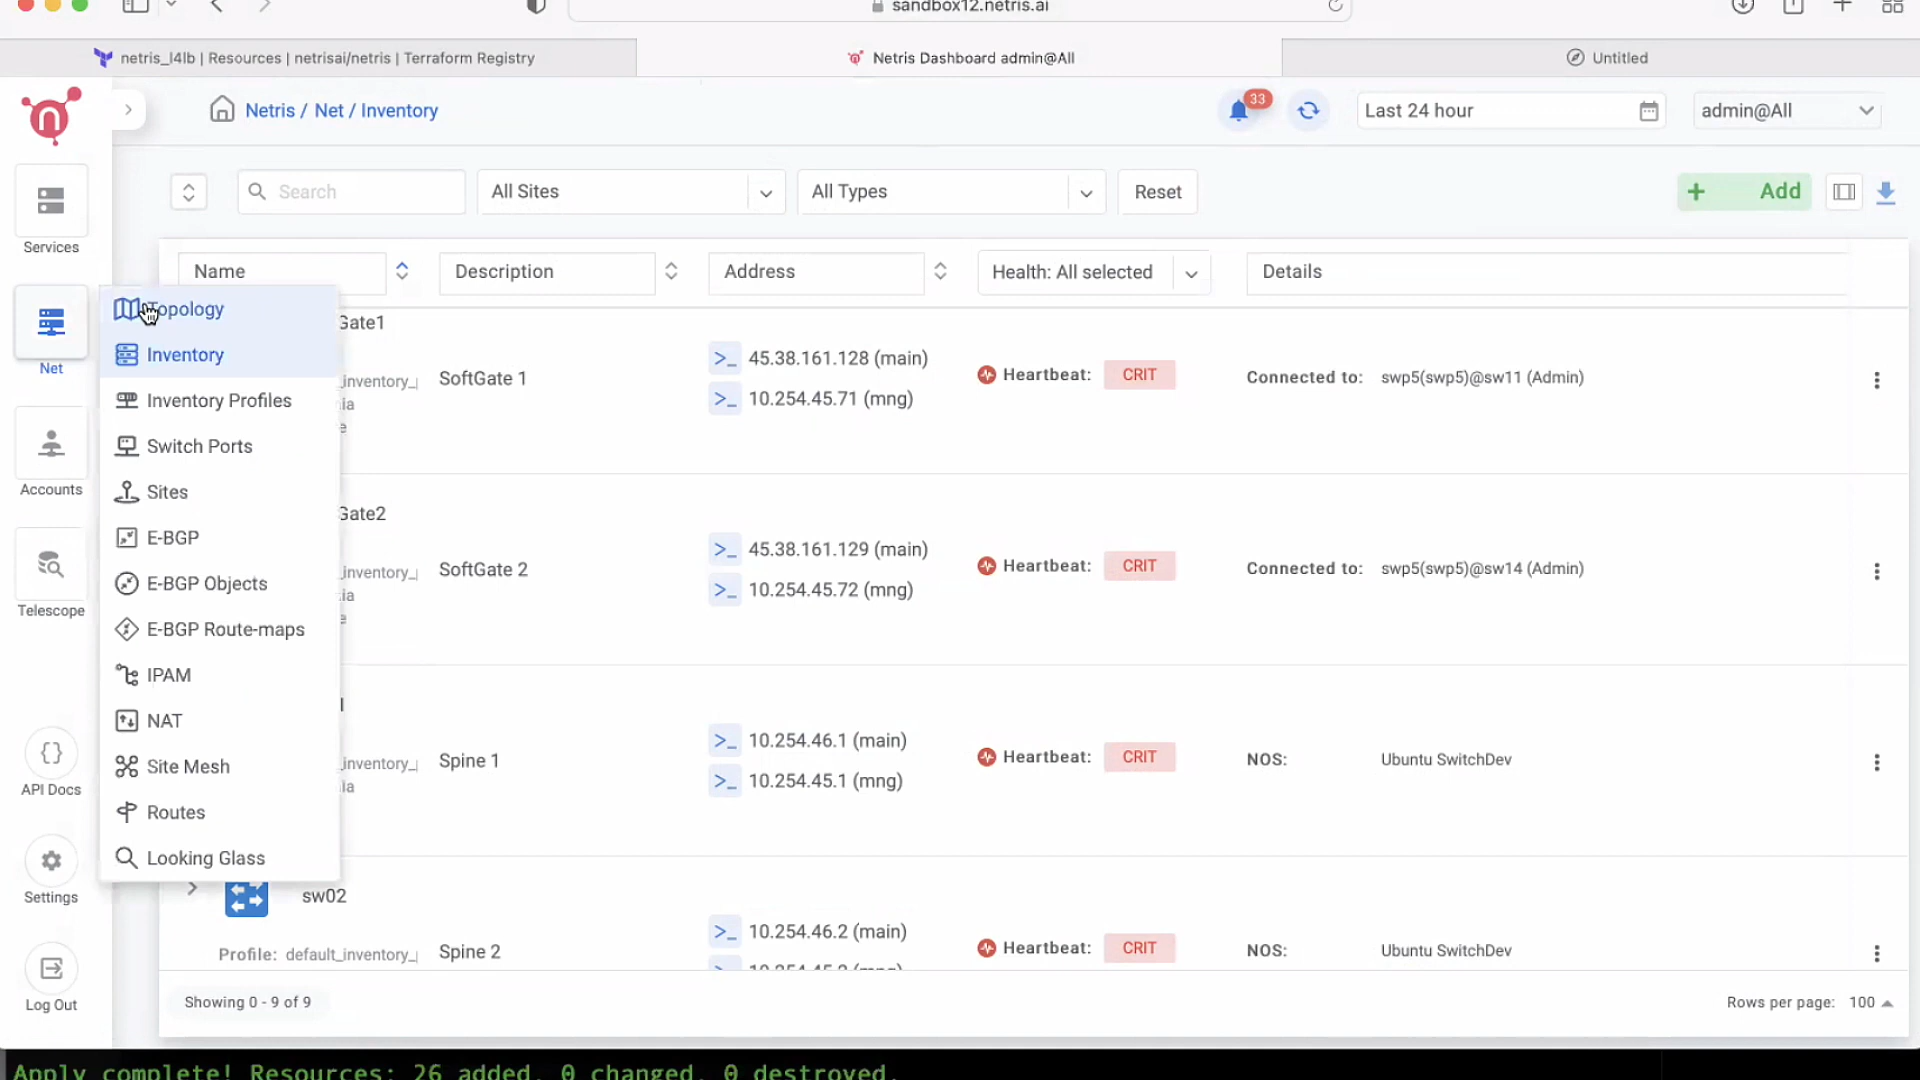 sandbox12.netris.ai
netris_l4lb | Resources | netrisai/netris | Terraform Registry
Netris Dashboard admin@All
Untitled
Netris / Net / Inventory
33
Last 24 hour
admin@All
Search
All Sites
All Types
Reset
+ Add
Services
Net
Accounts
Telescope
API Docs
Settings
Log Out
Name
Description
Address
Health: All selected
Details
Topology
Inventory
Inventory Profiles
Switch Ports
Sites
E-BGP
E-BGP Objects
E-BGP Route-maps
IPAM
NAT
Site Mesh
Routes
Looking Glass
Gate1
_inventory_
SoftGate 1
>_ 45.38.161.128 (main)
>_ 10.254.45.71 (mng)
Heartbeat: CRIT
Connected to: swp5(swp5)@sw11 (Admin)
Gate2
_inventory_
SoftGate 2
>_ 45.38.161.129 (main)
>_ 10.254.45.72 (mng)
Heartbeat: CRIT
Connected to: swp5(swp5)@sw14 (Admin)
_inventory_
Spine 1
>_ 10.254.46.1 (main)
>_ 10.254.45.1 (mng)
Heartbeat: CRIT
NOS: Ubuntu SwitchDev
sw02
Profile: default_inventory_
Spine 2
>_ 10.254.46.2 (main)
Heartbeat: CRIT
NOS: Ubuntu SwitchDev
Showing 0 - 9 of 9
Rows per page: 100
Apply complete! Resources: 26 added, 0 changed, 0 destroyed.